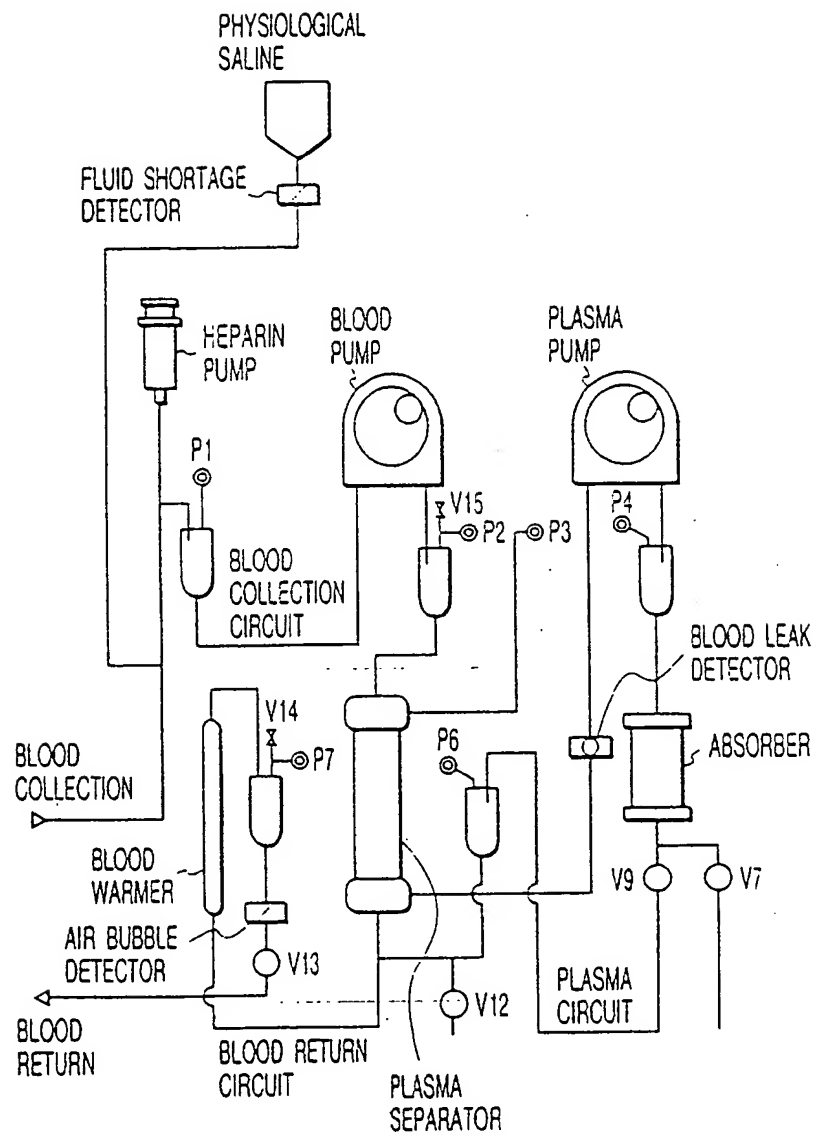 PHYSIOLOGICAL
SALINE
FLUID SHORTAGE
DETECTOR
HEPARIN
PUMP
BLOOD
PUMP
PLASMA
PUMP
P1
V15
P2
P3
P4
BLOOD
COLLECTION
CIRCUIT
BLOOD LEAK
DETECTOR
V14
P7
P6
ABSORBER
BLOOD
COLLECTION
BLOOD
WARMER
V9
V7
AIR BUBBLE
DETECTOR
V13
V12
PLASMA
CIRCUIT
BLOOD
RETURN
BLOOD RETURN
CIRCUIT
PLASMA
SEPARATOR